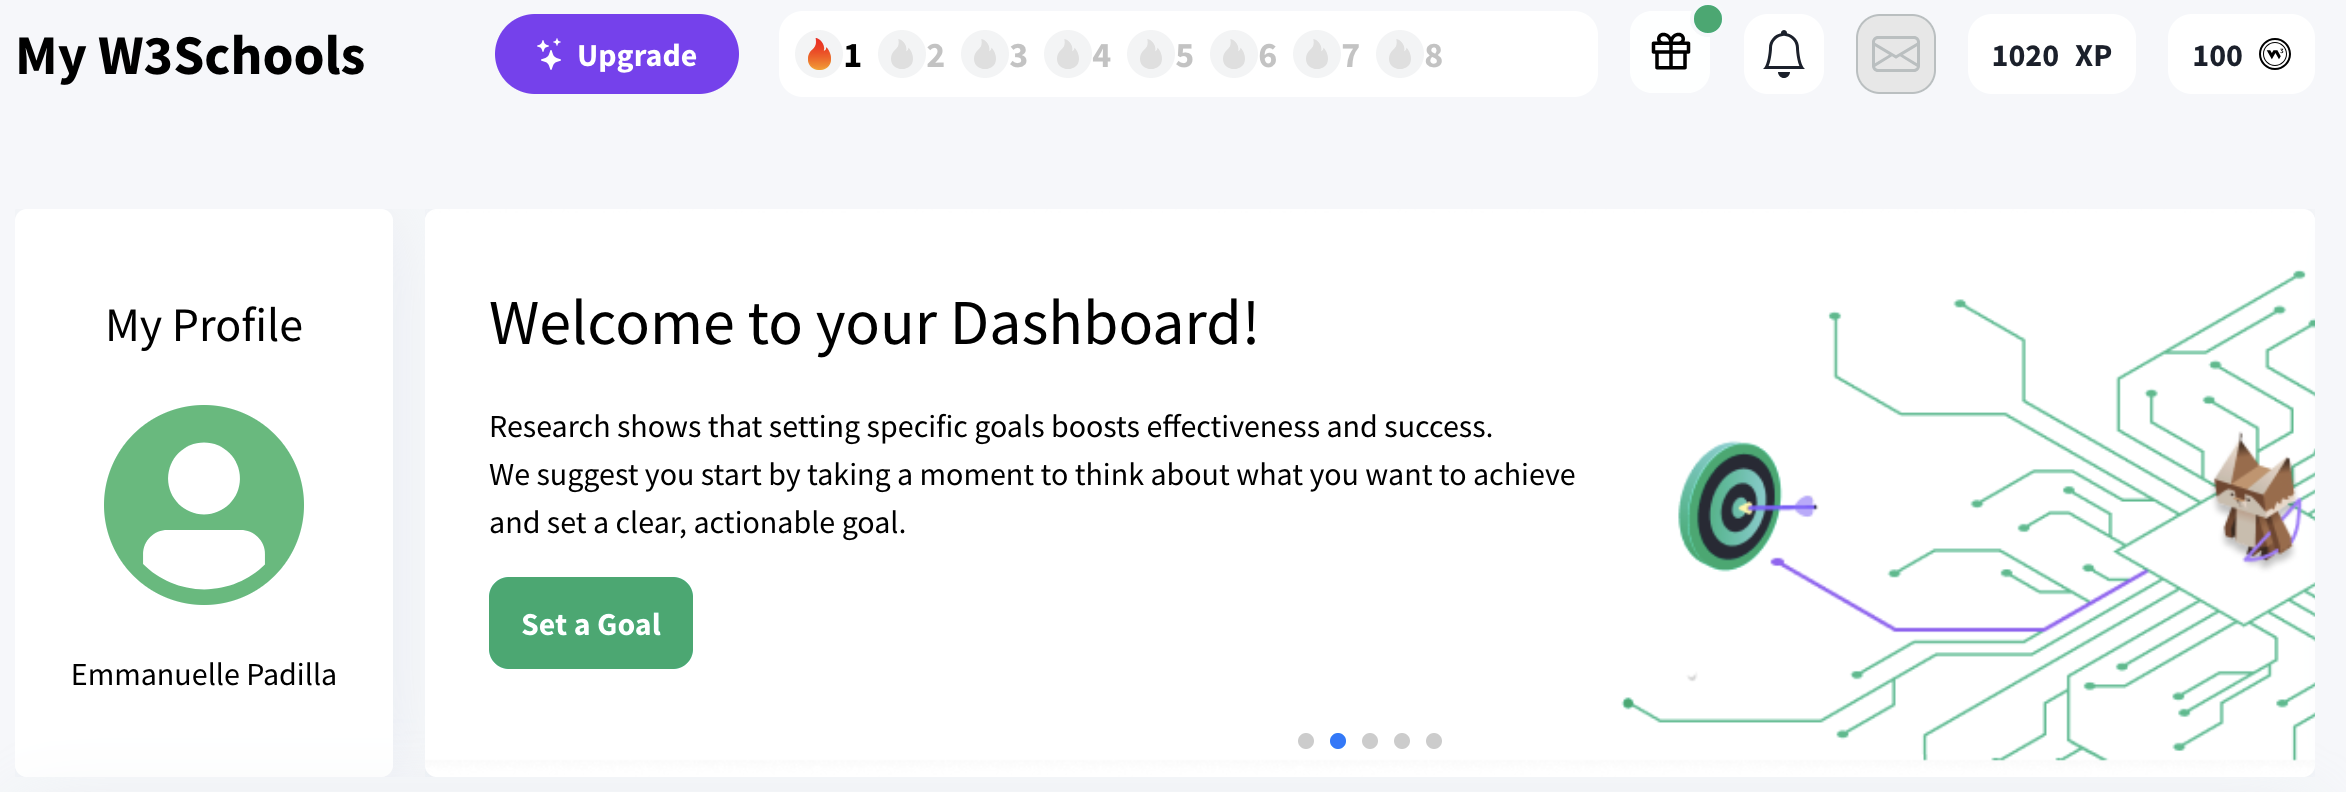 My W3Schools
Upgrade
1 2 3 4 5 6 7 8
1020 XP
100
My Profile
Emmanuelle Padilla
Welcome to your Dashboard!
Research shows that setting specific goals boosts effectiveness and success.
We suggest you start by taking a moment to think about what you want to achieve
and set a clear, actionable goal.
Set a Goal